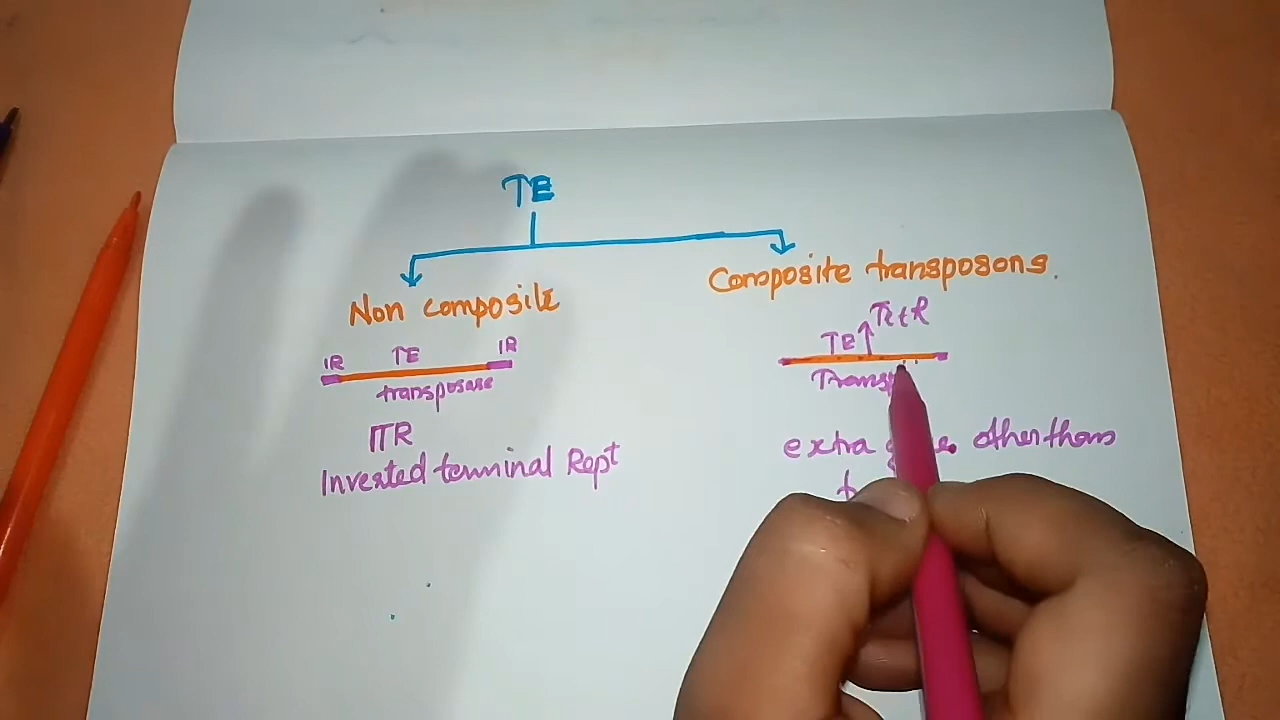 TE
Non composite
Composite transposons.
IR TE IR
transposase
TE TetR
ITR
Inverted terminal Rept
extra other than